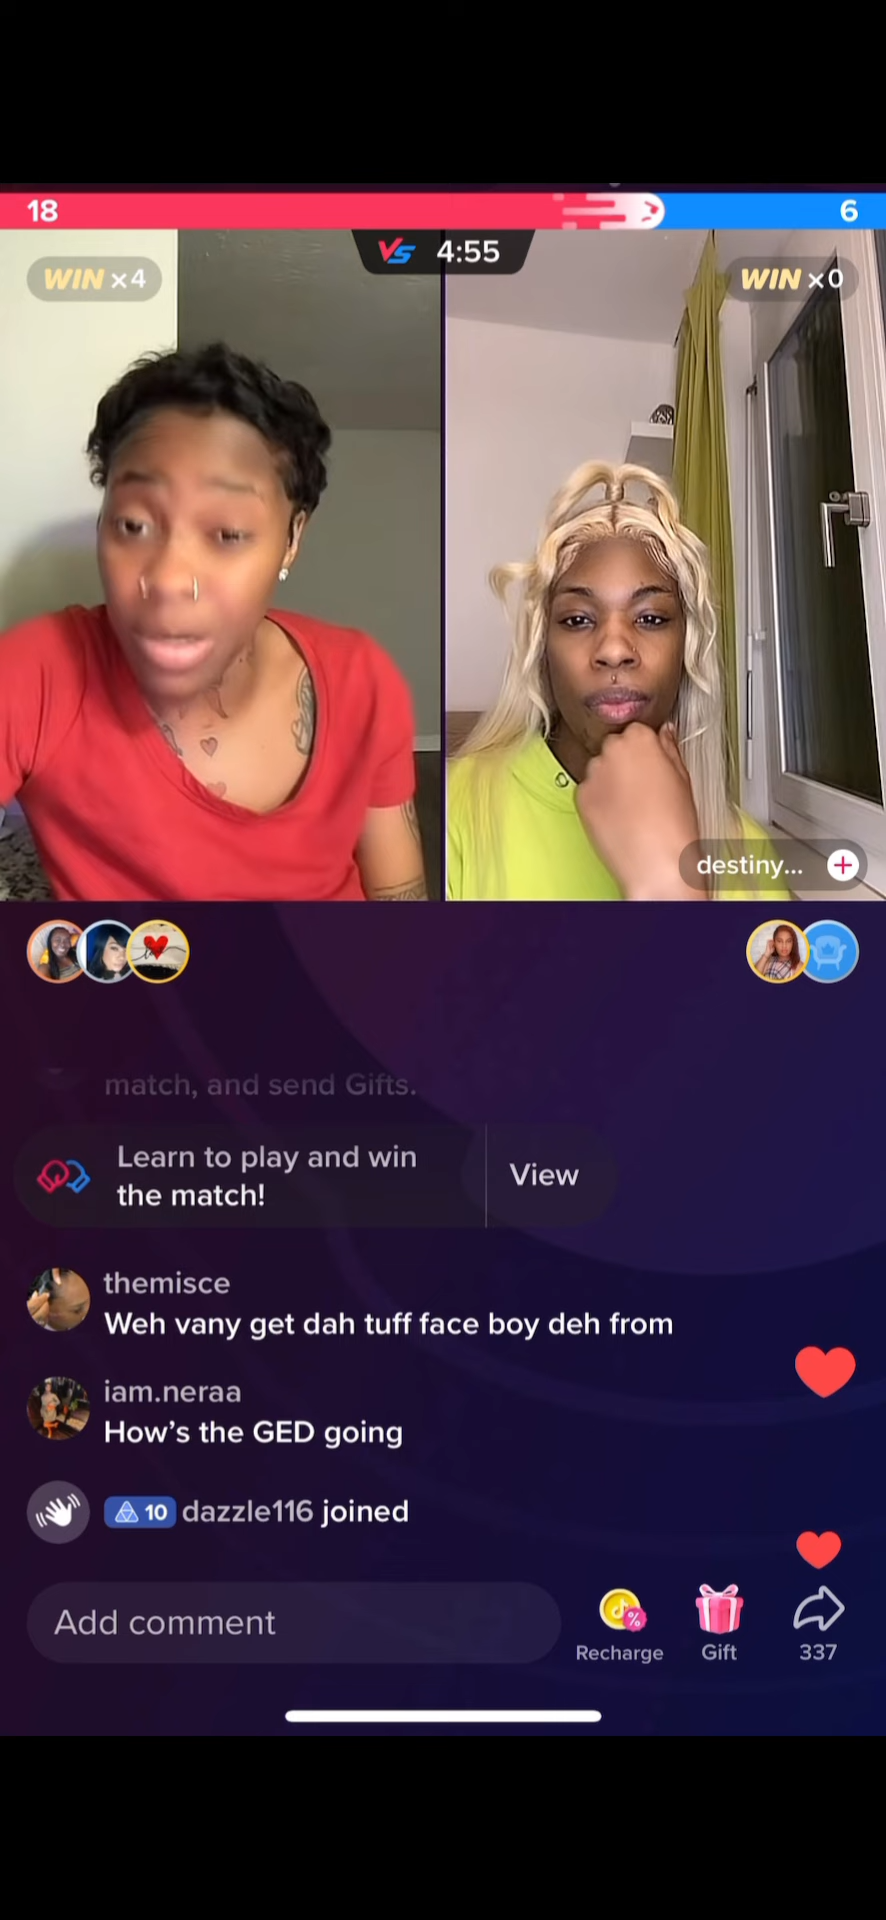 18
6
VS 4:55
WIN x4
WIN x0
destiny...
match, and send Gifts.
Learn to play and win
the match!
View
themisce
Weh vany get dah tuff face boy deh from
iam.neraa
How's the GED going
10 dazzle116 joined
Add comment
Recharge
Gift
337